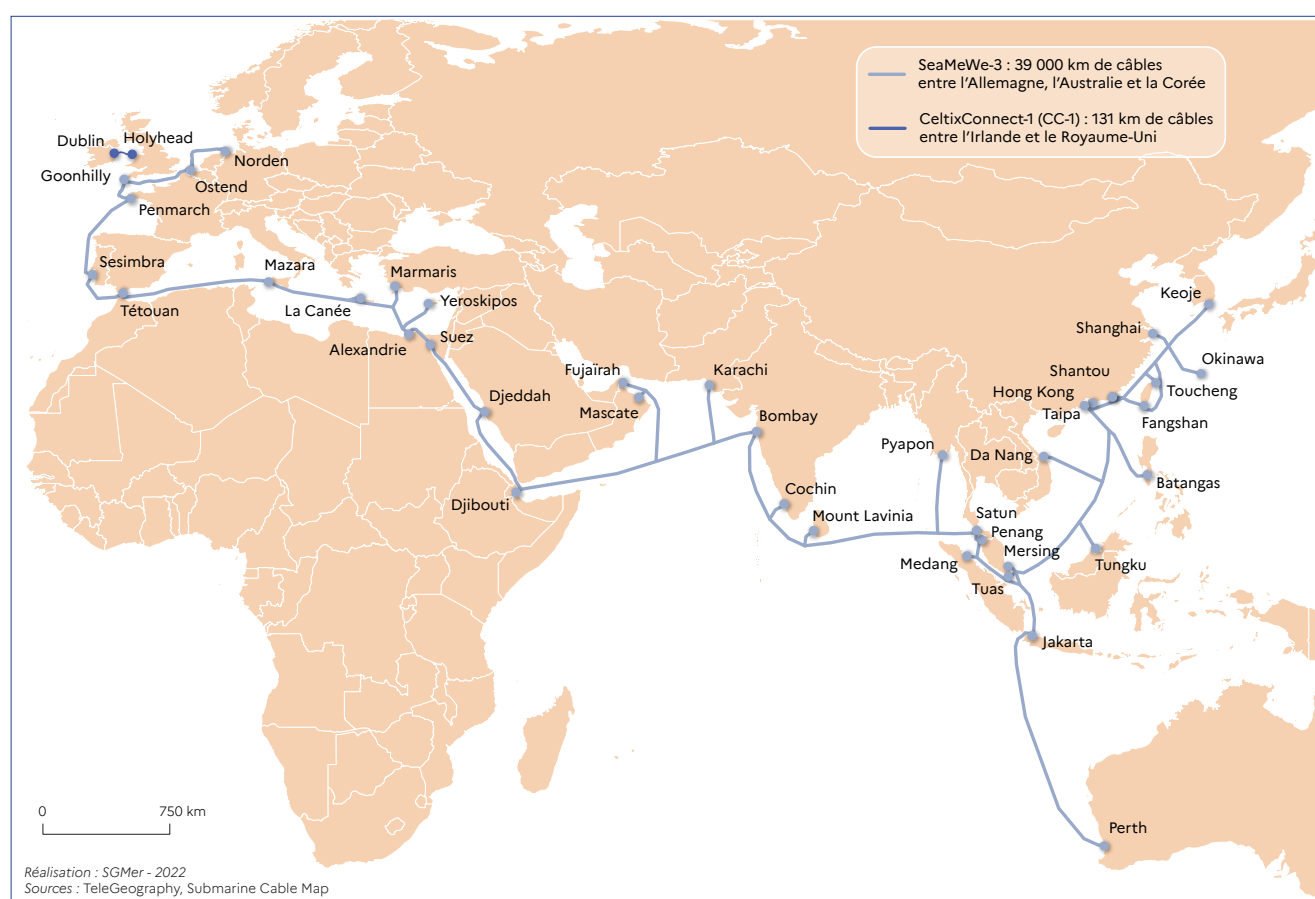 SeaMeWe-3 : 39 000 km de câbles
entre l'Allemagne, l'Australie et la Corée
CeltixConnect-1 (CC-1) : 131 km de câbles
entre l'Irlande et le Royaume-Uni
Dublin
Holyhead
Norden
Goonhilly
Ostend
Penmarch
Sesimbra
Mazara
Marmaris
Tétouan
La Canée
Yeroskipos
Alexandrie
Suez
Keoje
Shanghai
Okinawa
Fujaïrah
Karachi
Shantou
Djeddah
Mascate
Hong Kong
Toucheng
Taipa
Fangshan
Bombay
Pyapon
Da Nang
Batangas
Djibouti
Cochin
Mount Lavinia
Satun
Penang
Mersing
Medang
Tungku
Tuas
Jakarta
Perth
0
750 km
Réalisation : SGMer - 2022
Sources : TeleGeography, Submarine Cable Map